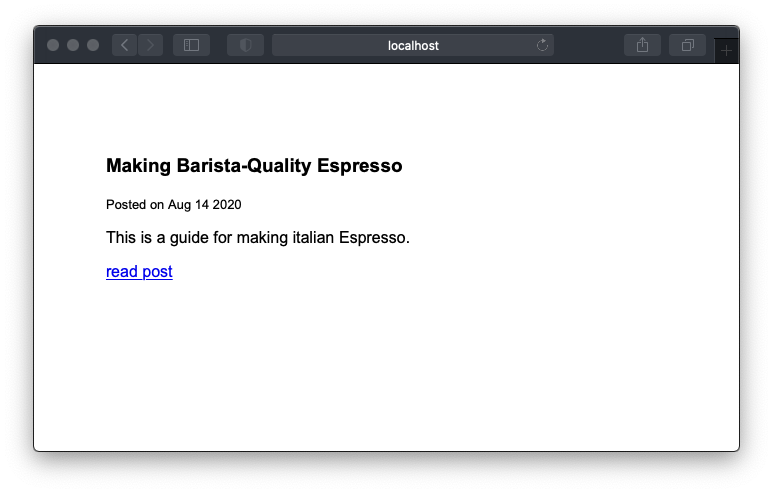 localhost
Making Barista-Quality Espresso
Posted on Aug 14 2020
This is a guide for making italian Espresso.
read post